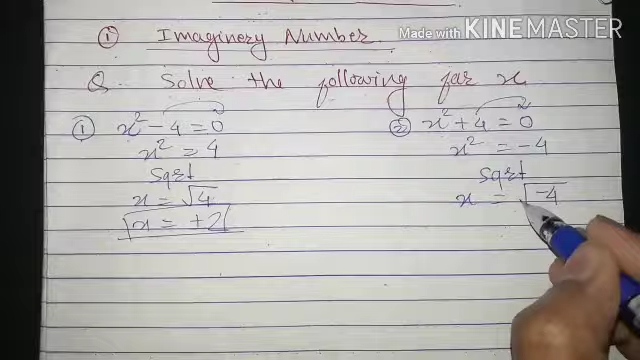 Made with KINEMASTER
① Imaginery Number
Q. Solve the following for x
① x² - 4 = 0
x² = 4
Sqrt
x = √4
x = +2
② x² + 4 = 0
x² = -4
Sqrt
x = √-4